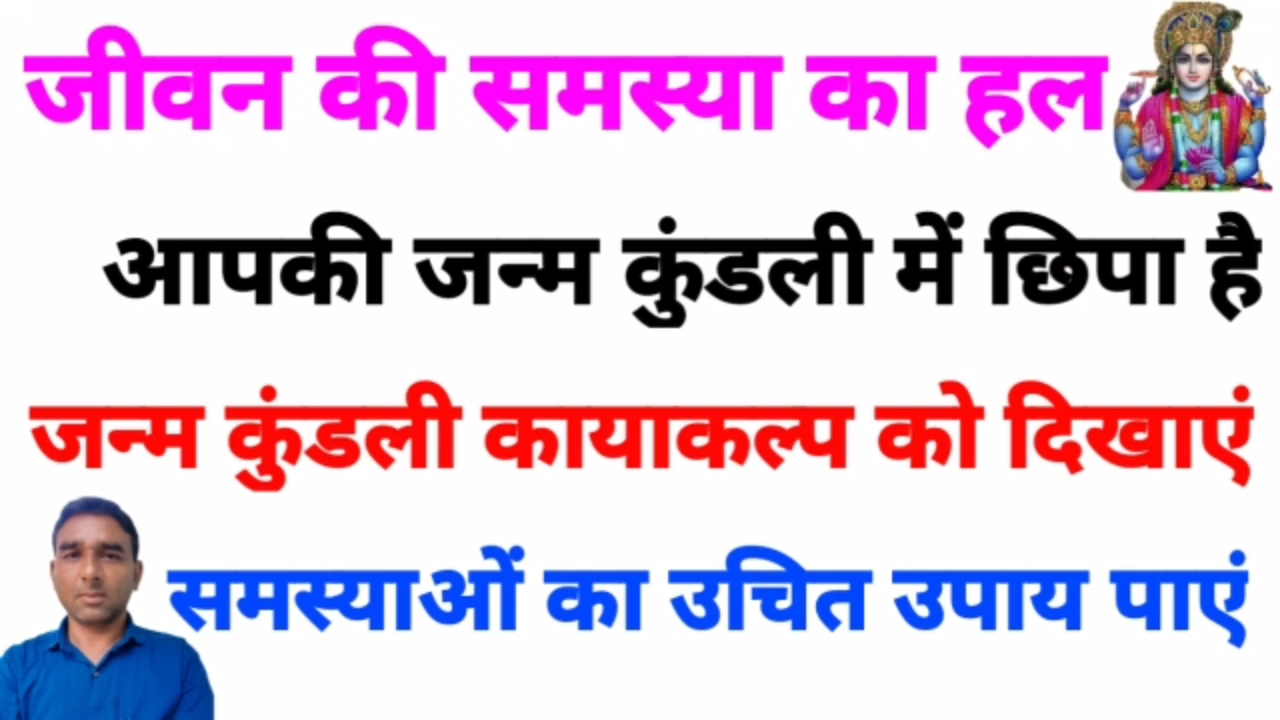 जीवन की समस्या का हल
आपकी जन्म कुंडली में छिपा है
जन्म कुंडली कायाकल्प को दिखाएं
समस्याओं का उचित उपाय पाएं